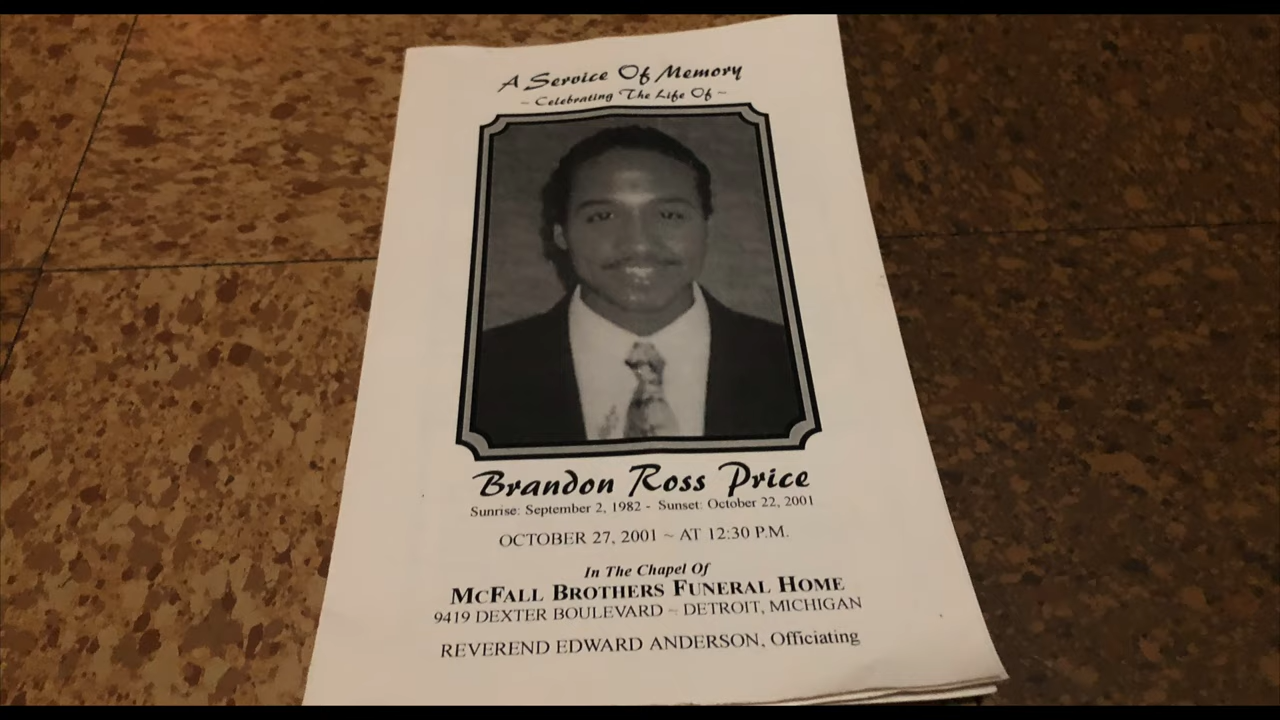 A Service Of Memory
~ Celebrating The Life Of ~
Brandon Ross Price
Sunrise: September 2, 1982 - Sunset: October 22, 2001
OCTOBER 27, 2001 ~ AT 12:30 P.M.
In The Chapel Of
MCFALL BROTHERS FUNERAL HOME
9419 DEXTER BOULEVARD ~ DETROIT, MICHIGAN
REVEREND EDWARD ANDERSON, Officiating